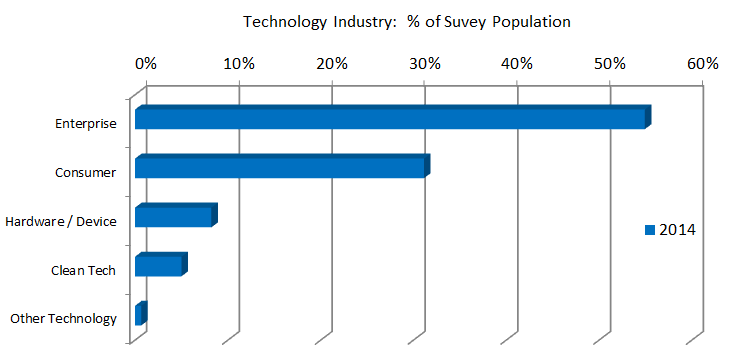 Technology Industry:  % of Suvey Population
0% 10% 20% 30% 40% 50% 60%
Enterprise
Consumer
Hardware / Device
2014
Clean Tech
Other Technology